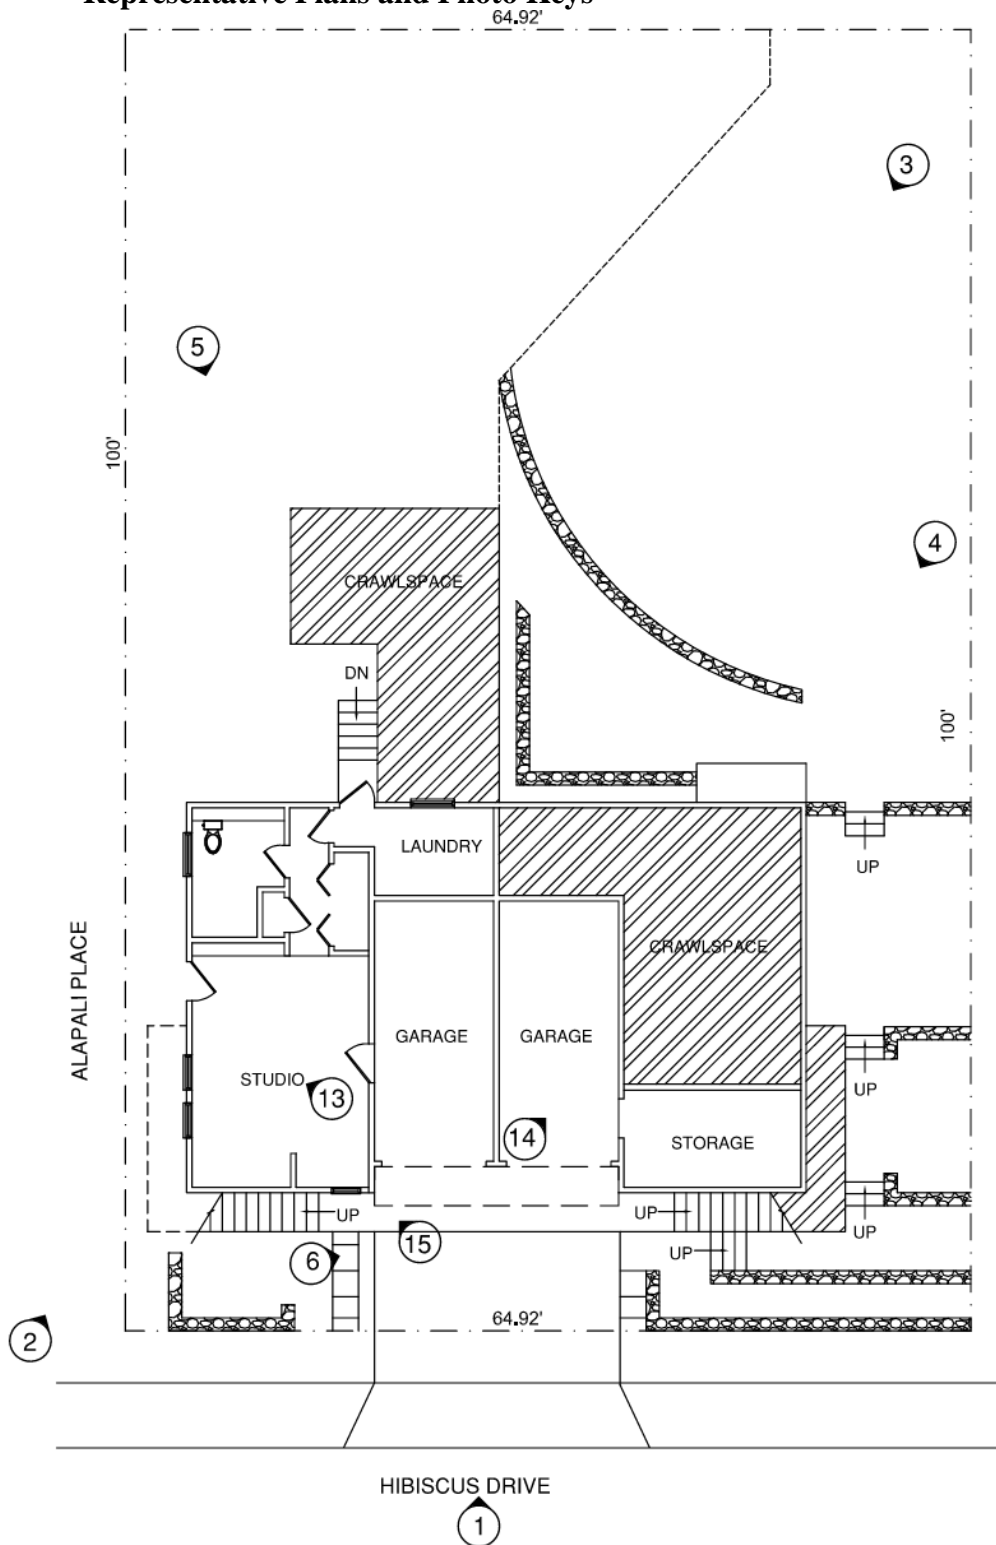 Representative Plans and Photo Keys
64.92'
3
5
100'
4
CRAWLSPACE
DN
100'
LAUNDRY
UP
ALAPALI PLACE
CRAWLSPACE
GARAGE
GARAGE
STUDIO
13
UP
14
STORAGE
UP
UP
UP
15
UP
6
64.92'
2
HIBISCUS DRIVE
1